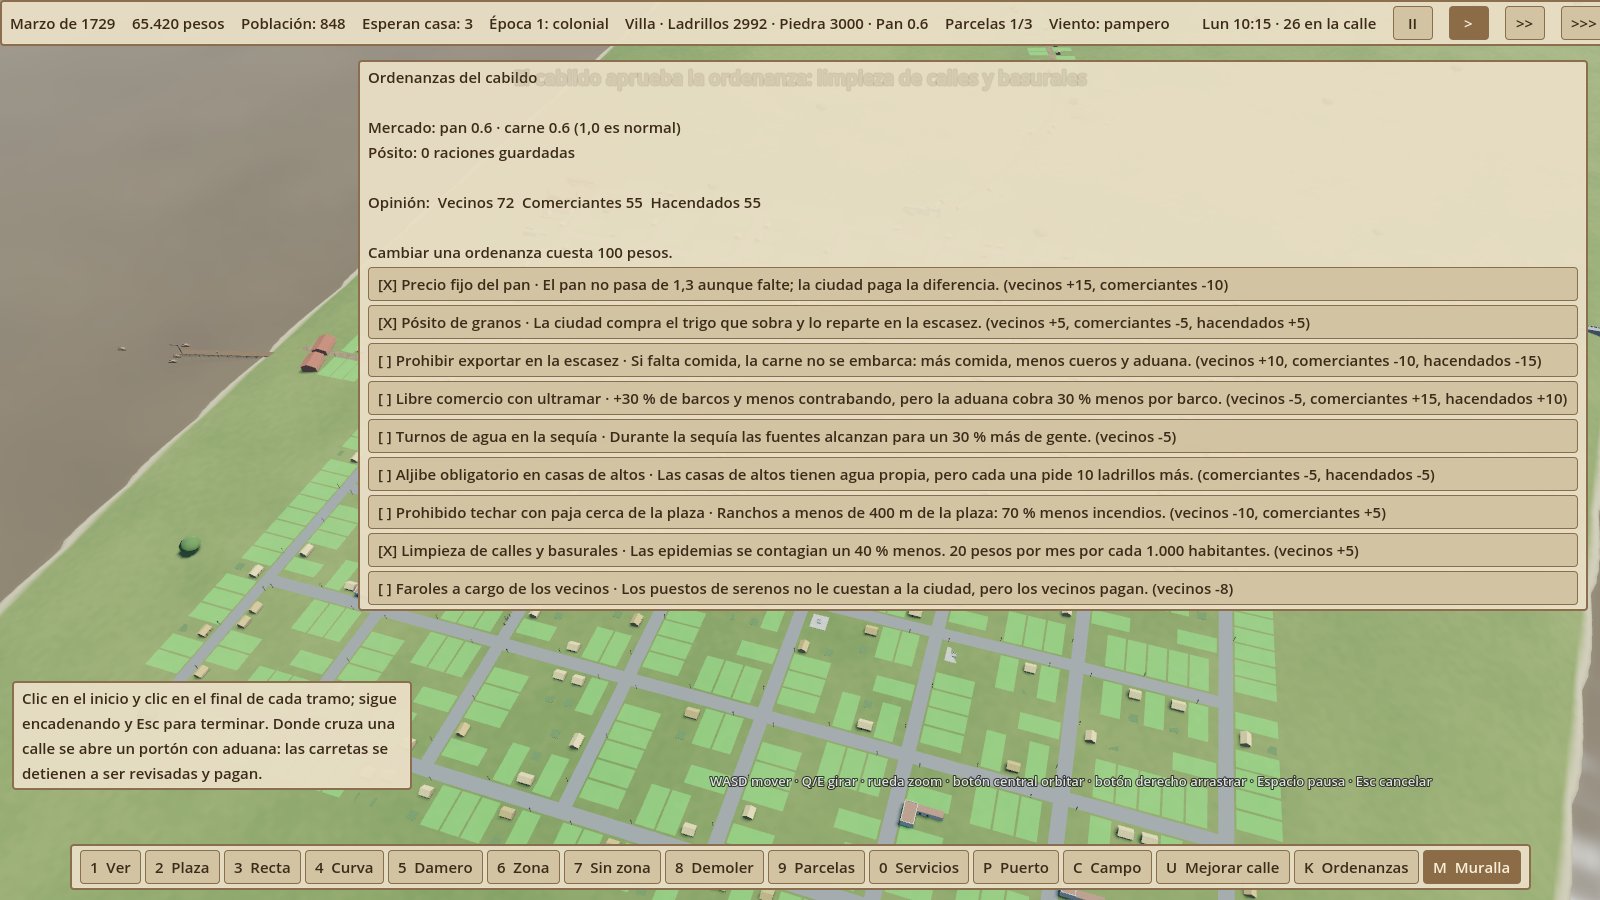 Marzo de 1729 65.420 pesos Población: 848 Esperan casa: 3 Época 1: colonial Villa · Ladrillos 2992 · Piedra 3000 · Pan 0.6 Parcelas 1/3 Viento: pampero Lun 10:15 · 26 en la calle II > >> >>>
El cabildo aprueba la ordenanza: limpieza de calles y basurales
Ordenanzas del cabildo
Mercado: pan 0.6 · carne 0.6 (1,0 es normal)
Pósito: 0 raciones guardadas
Opinión: Vecinos 72 Comerciantes 55 Hacendados 55
Cambiar una ordenanza cuesta 100 pesos.
[X] Precio fijo del pan · El pan no pasa de 1,3 aunque falte; la ciudad paga la diferencia. (vecinos +15, comerciantes -10)
[X] Pósito de granos · La ciudad compra el trigo que sobra y lo reparte en la escasez. (vecinos +5, comerciantes -5, hacendados +5)
[ ] Prohibir exportar en la escasez · Si falta comida, la carne no se embarca: más comida, menos cueros y aduana. (vecinos +10, comerciantes -10, hacendados -15)
[ ] Libre comercio con ultramar · +30 % de barcos y menos contrabando, pero la aduana cobra 30 % menos por barco. (vecinos -5, comerciantes +15, hacendados +10)
[ ] Turnos de agua en la sequía · Durante la sequía las fuentes alcanzan para un 30 % más de gente. (vecinos -5)
[ ] Aljibe obligatorio en casas de altos · Las casas de altos tienen agua propia, pero cada una pide 10 ladrillos más. (comerciantes -5, hacendados -5)
[ ] Prohibido techar con paja cerca de la plaza · Ranchos a menos de 400 m de la plaza: 70 % menos incendios. (vecinos -10, comerciantes +5)
[X] Limpieza de calles y basurales · Las epidemias se contagian un 40 % menos. 20 pesos por mes por cada 1.000 habitantes. (vecinos +5)
[ ] Faroles a cargo de los vecinos · Los puestos de serenos no le cuestan a la ciudad, pero los vecinos pagan. (vecinos -8)
Clic en el inicio y clic en el final de cada tramo; sigue
encadenando y Esc para terminar. Donde cruza una
calle se abre un portón con aduana: las carretas se
detienen a ser revisadas y pagan.
WASD mover · Q/E girar · rueda zoom · botón central orbitar · botón derecho arrastrar · Espacio pausa · Esc cancelar
1 Ver 2 Plaza 3 Recta 4 Curva 5 Damero 6 Zona 7 Sin zona 8 Demoler 9 Parcelas 0 Servicios P Puerto C Campo U Mejorar calle K Ordenanzas M Muralla